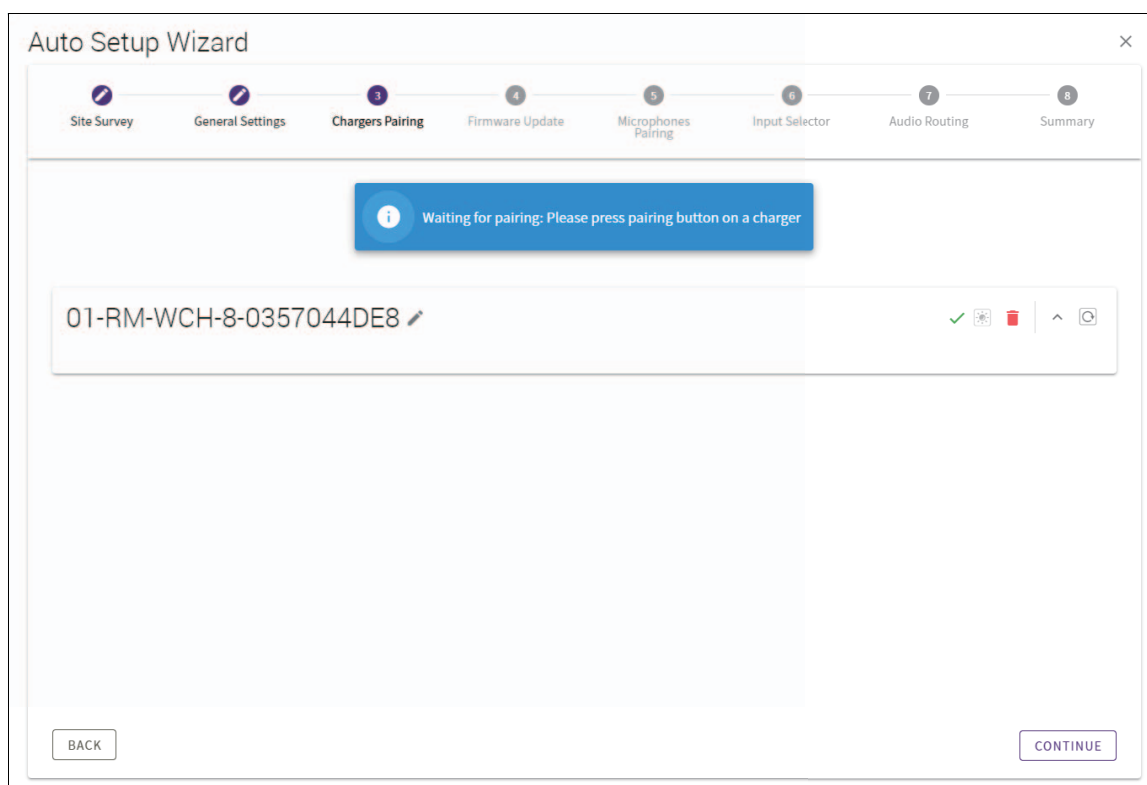 Auto Setup Wizard
3 4 5 6 7 8
Site Survey General Settings Chargers Pairing Firmware Update Microphones Pairing Input Selector Audio Routing Summary
Waiting for pairing: Please press pairing button on a charger
01-RM-WCH-8-0357044DE8
BACK CONTINUE